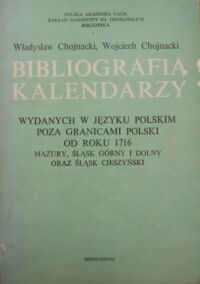 POLSKA AKADEMIA NAUK
ZAKŁAD NARODOWY IM. OSSOLIŃSKICH
BIBLIOTEKA
Władysław Chojnacki, Wojciech Chojnacki
BIBLIOGRAFIA
KALENDARZY
WYDANYCH W JĘZYKU POLSKIM
POZA GRANICAMI POLSKI
OD ROKU 1716
MAZURY, ŚLĄSK GÓRNY I DOLNY
ORAZ ŚLĄSK CIESZYŃSKI
OSSOLINEUM